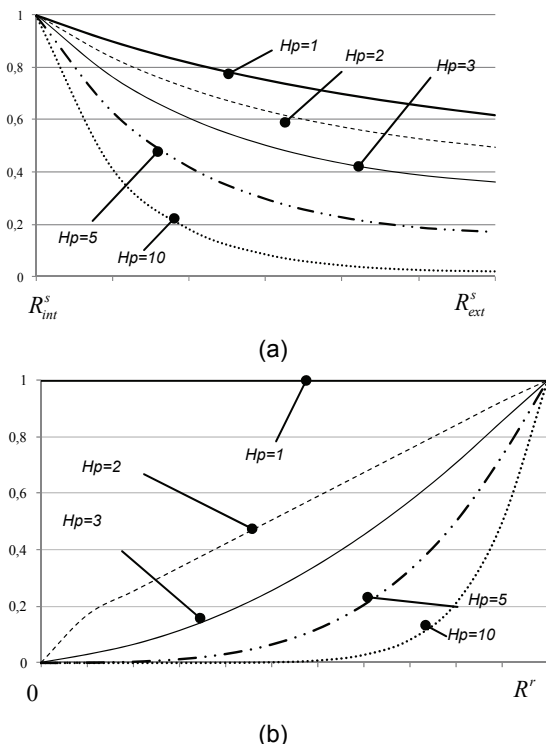 1
0,8
0,6
0,4
0,2
0
Hp=1
Hp=2
Hp=3
Hp=5
Hp=10
R^s_int
R^s_ext
(a)
1
0,8
0,6
0,4
0,2
0
Hp=1
Hp=2
Hp=3
Hp=5
Hp=10
0
R^r
(b)